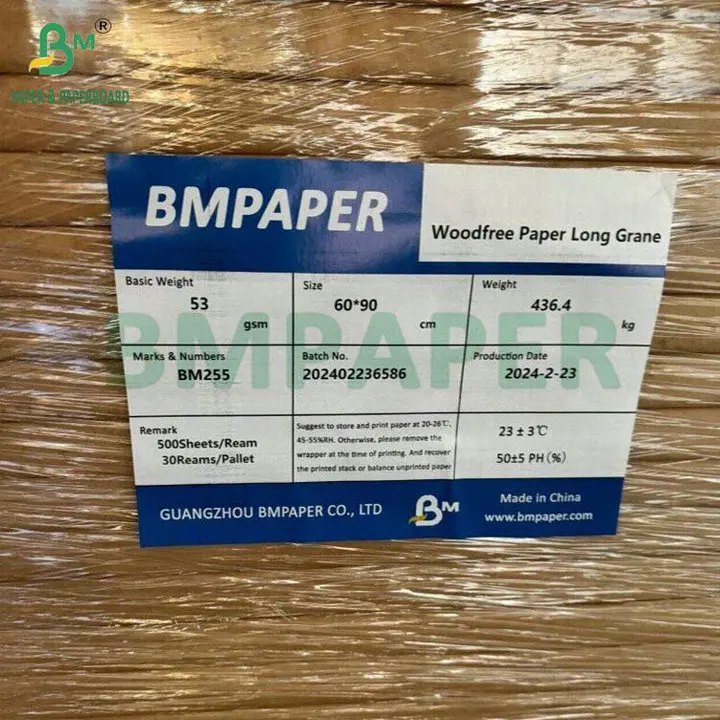 BM®
PAPER & PAPERBOARD
BMPAPER
Woodfree Paper Long Grane
Basic Weight
53
gsm
Size
60*90
cm
Weight
436.4
kg
BMPAPER
Marks & Numbers
BM255
Batch No.
202402236586
Production Date
2024-2-23
Remark
500Sheets/Ream
30Reams/Pallet
Suggest to store and print paper at 20-26℃,
45-55%RH. Otherwise, please remove the
wrapper at the time of printing. And recover
the printed stack or balance unprinted paper
23±3℃
50±5 PH(%)
GUANGZHOU BMPAPER CO., LTD
BM
Made in China
www.bmpaper.com